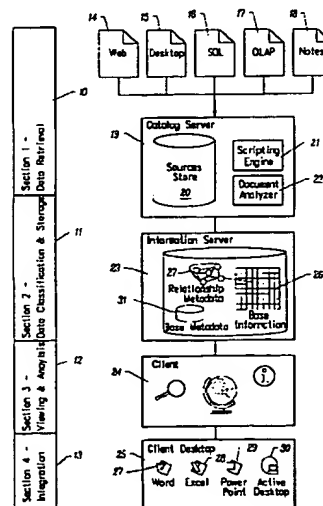 14
15
16
17
18
Web
Desktop
SQL
OLAP
Notes
10
Section 1 -
Data Retrieval
Catalog Server
19
Sources
Store
20
Scripting
Engine
21
Document
Analyzer
22
11
Section 2 -
Data Classification & Storage
Information Server
23
27
Relationship
Metadata
26
31
Base Metadata
Base
Information
12
Section 3 -
Viewing & Analysis
Client
24
i
13
Section 4 -
Integration
Client Desktop
25
27
28
29
30
Word
Excel
Power
Point
Active
Desktop